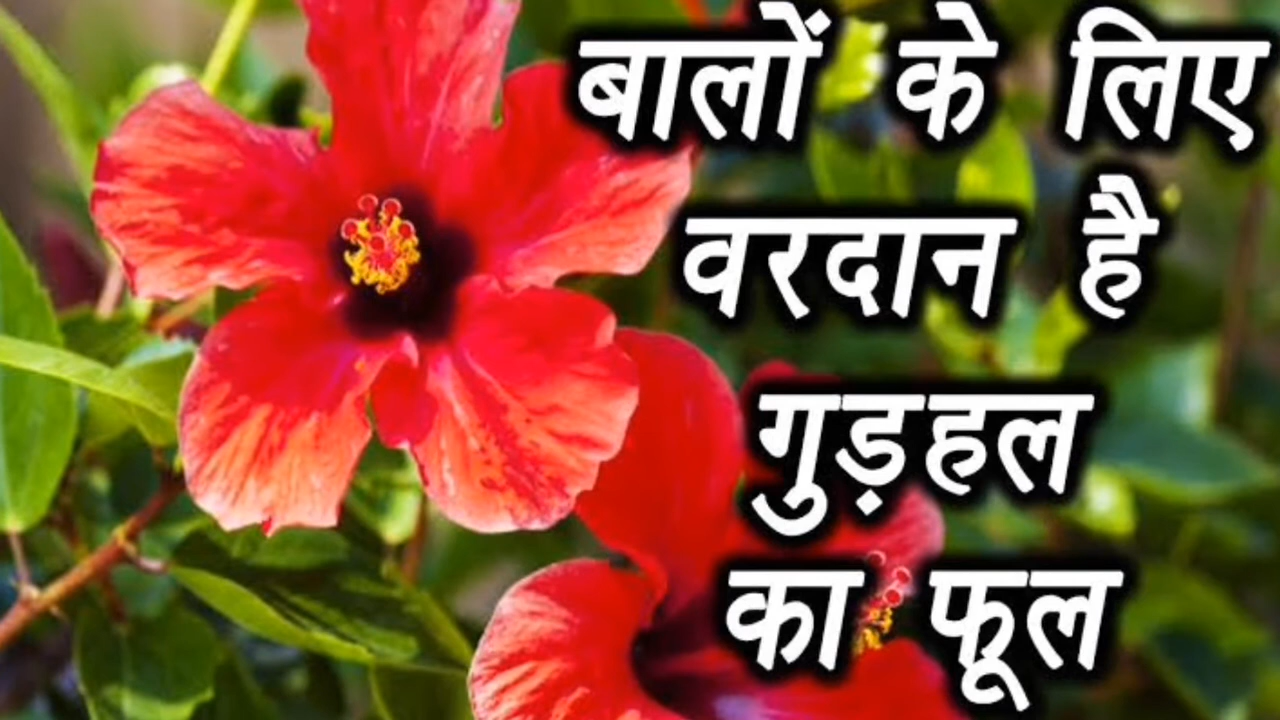 बालों के लिए
वरदान है
गुड़हल
का फूल